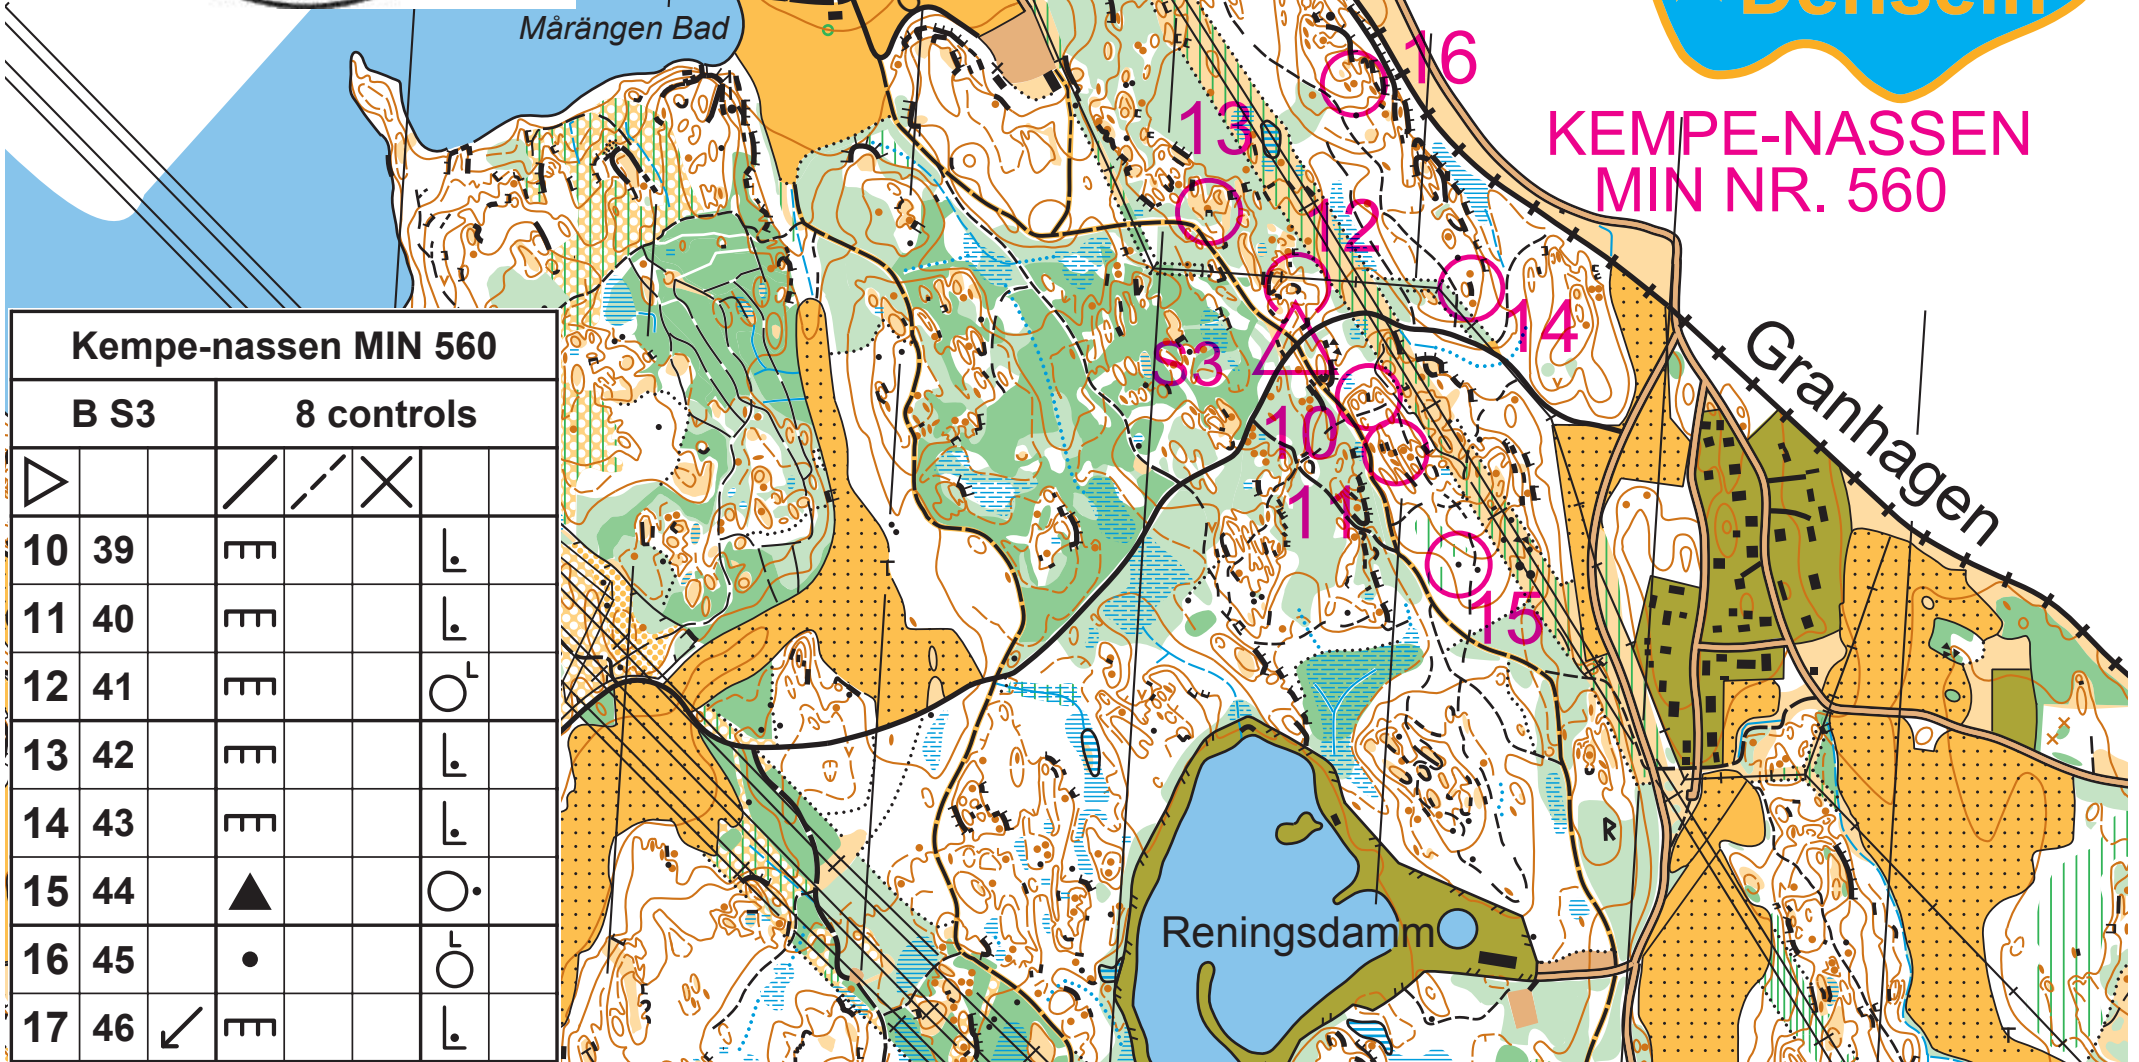 Mårängen Bad
Densein
KEMPE-NASSEN
MIN NR. 560
16
13
12
14
S3
10
11
15
Granhagen
Reningsdamm
Kempe-nassen MIN 560
B S3 8 controls
10 39
11 40
12 41
13 42
14 43
15 44
16 45
17 46